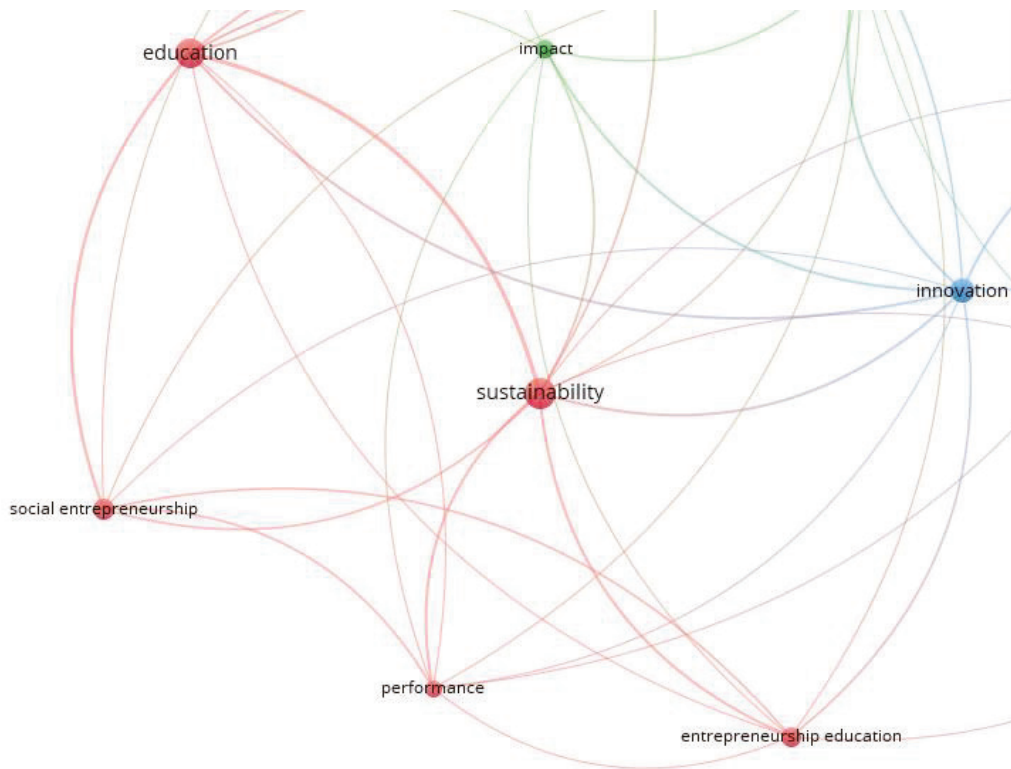 education
impact
innovation
sustainability
social entrepreneurship
performance
entrepreneurship education